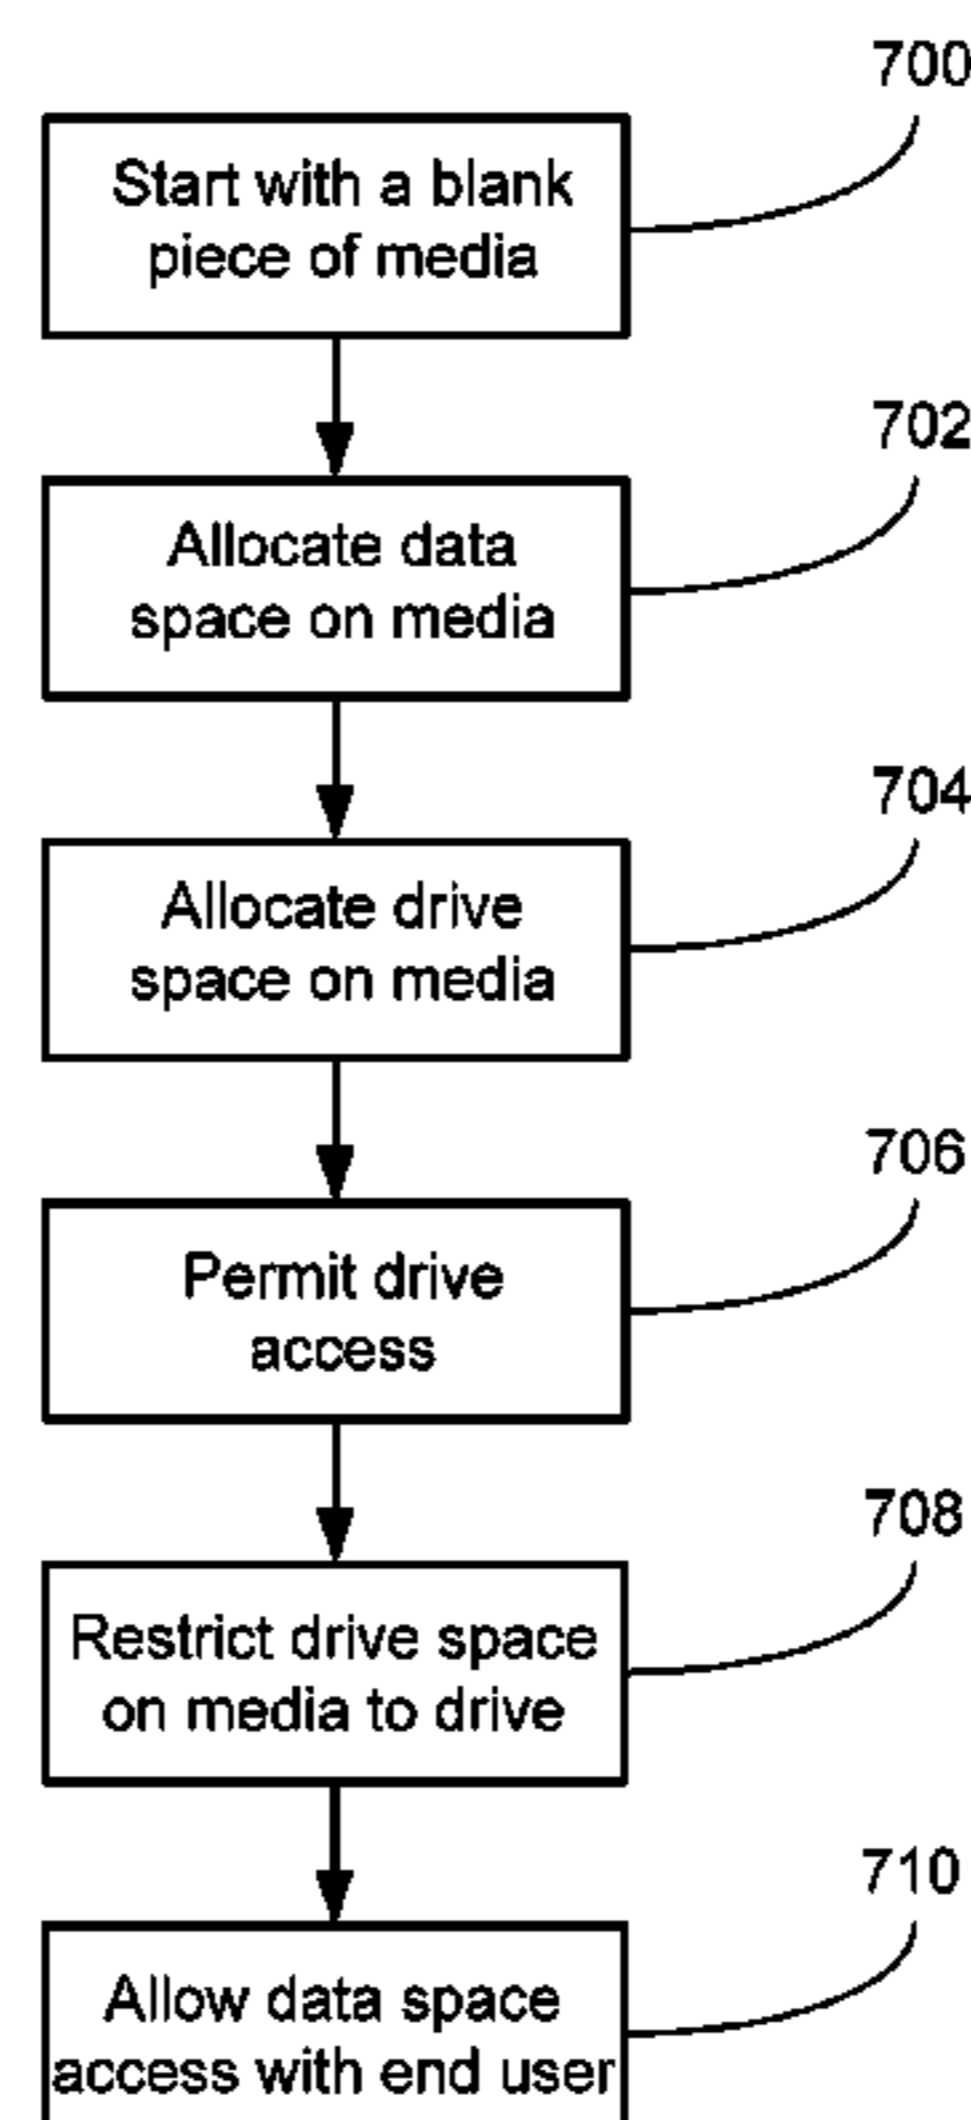 700
Start with a blank
piece of media
702
Allocate data
space on media
704
Allocate drive
space on media
706
Permit drive
access
708
Restrict drive space
on media to drive
710
Allow data space
access with end user